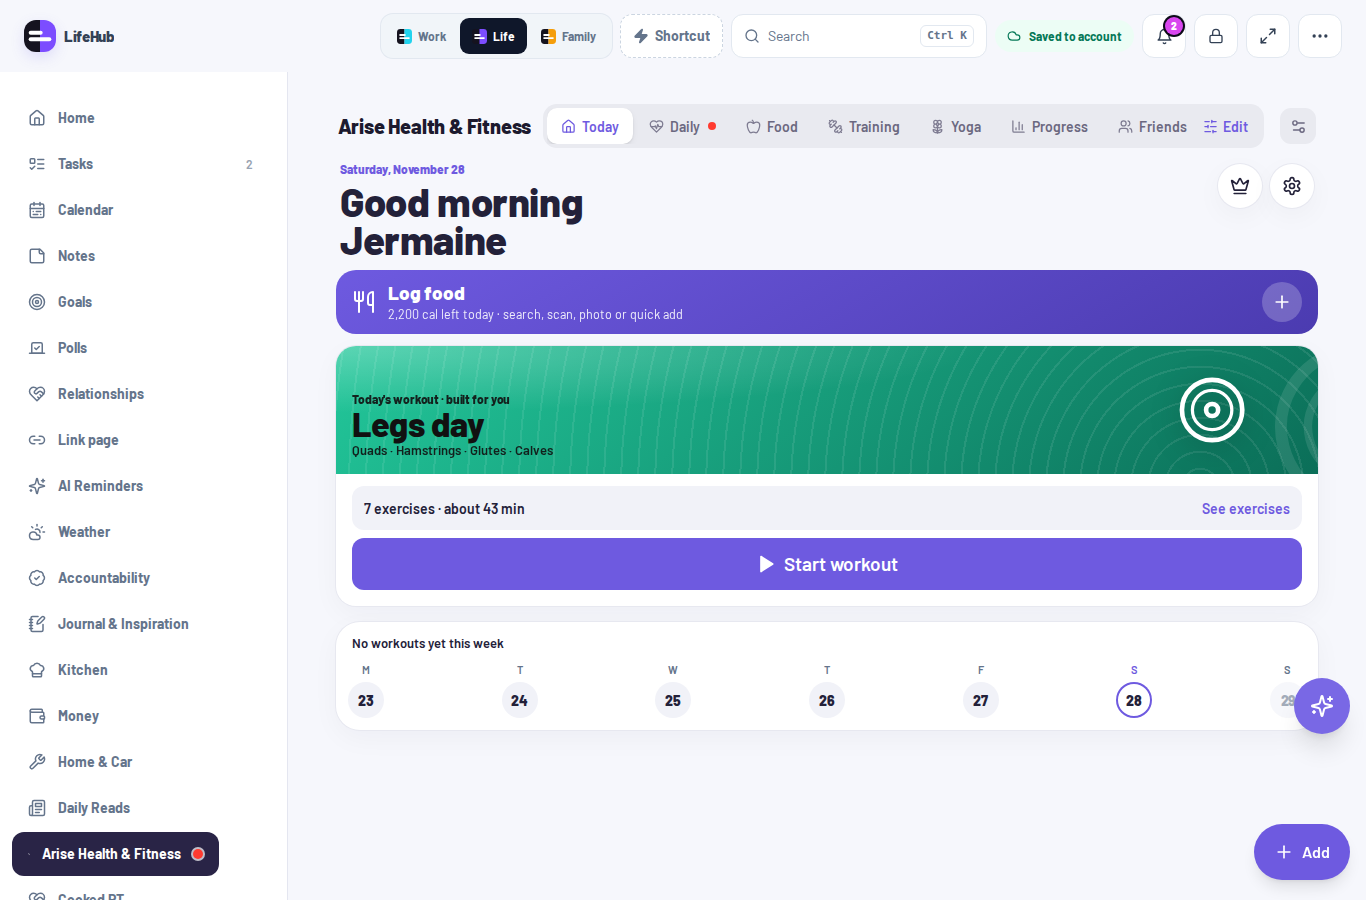 LifeHub
Work
Life
Family
Shortcut
Search
Ctrl K
Saved to account
2
Home
Tasks
2
Calendar
Notes
Goals
Polls
Relationships
Link page
AI Reminders
Weather
Accountability
Journal & Inspiration
Kitchen
Money
Home & Car
Daily Reads
Arise Health & Fitness
Cooked PT
Arise Health & Fitness
Today
Daily
Food
Training
Yoga
Progress
Friends
Edit
Saturday, November 28
Good morning
Jermaine
Log food
2,200 cal left today · search, scan, photo or quick add
Today's workout · built for you
Legs day
Quads · Hamstrings · Glutes · Calves
7 exercises · about 43 min
See exercises
Start workout
No workouts yet this week
M T W T F S S
23 24 25 26 27 28 29
Add